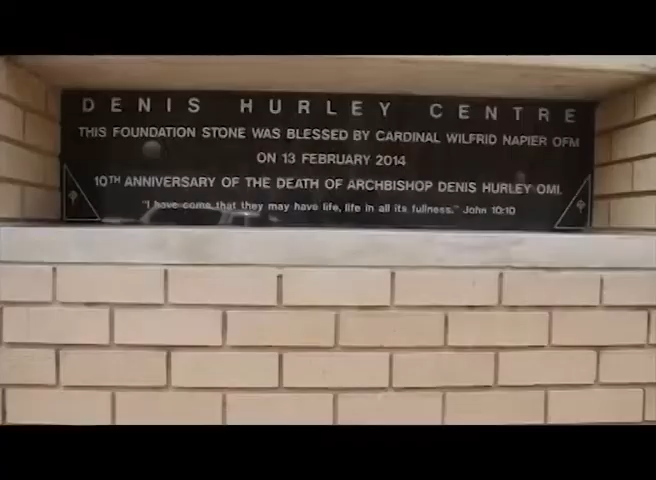 DENIS HURLEY CENTRE
THIS FOUNDATION STONE WAS BLESSED BY CARDINAL WILFRID NAPIER OFM
ON 13 FEBRUARY 2014
10TH ANNIVERSARY OF THE DEATH OF ARCHBISHOP DENIS HURLEY OMI.
"I have come that they may have life, life in all its fullness." John 10:10